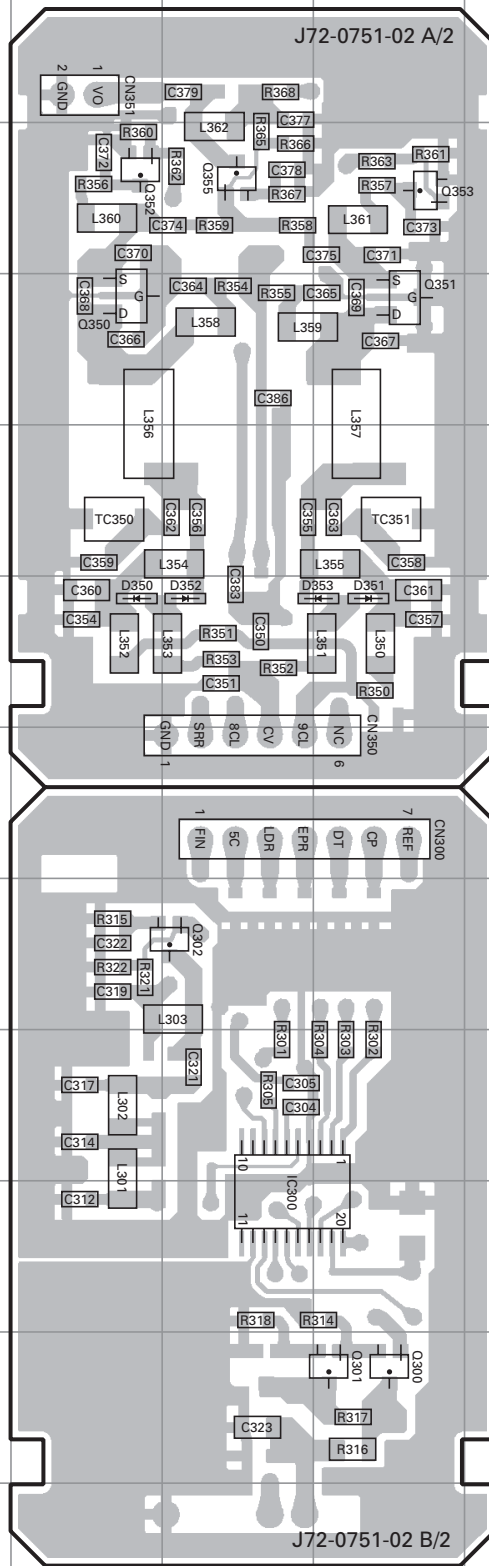 J72-0751-02 A/2
2 1 CN351
GND VO
C379 R368
C377
R360 L362 R365 R366
C372 R362 C378 R363 R361
R356 Q352 Q355 R367 R357 Q353
L360 C374 R359 R358 L361 C373
C370 C375 C371
S C364 R354 R355 C365 C369 S Q351
C368 G G
Q350 D L358 L359 D
C366 C367
L356 C386 L357
TC350 C362 C356 C355 C363 TC351
C359 L354 L355 C358
C360 D350 D352 C383 D353 D351 C361
C354 R351 C350 C357
L352 L353 R353 R352 L351 L350
C351 R350
GND SRR 8CL CV 9CL NC CN350
1 6
1 7 CN300
FIN 5C LDR EPR DT CP REF
R315 Q302
C322
R322 R321
C319
L303
R301 R304 R303 R302
C321
C317 L302 R305 C305
C304
C314
L301 10 1
IC300
C312 11 20
R318 R314
Q301 Q300
R317
C323
R316
J72-0751-02 B/2